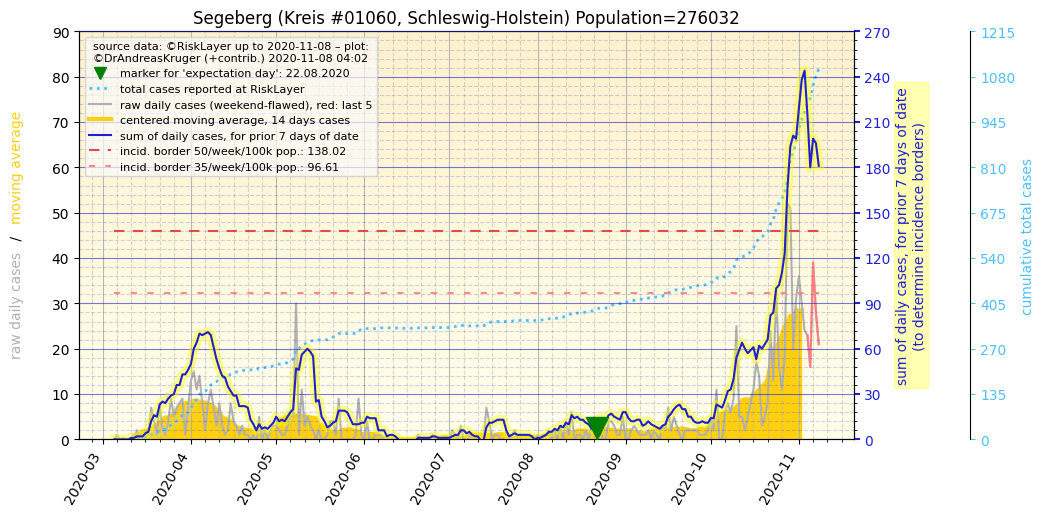 Segeberg (Kreis #01060, Schleswig-Holstein) Population=276032
source data: ©RiskLayer up to 2020-11-08 – plot:
©DrAndreasKruger (+contrib.) 2020-11-08 04:02
marker for 'expectation day': 22.08.2020
total cases reported at RiskLayer
raw daily cases (weekend-flawed), red: last 5
centered moving average, 14 days cases
sum of daily cases, for prior 7 days of date
incid. border 50/week/100k pop.: 138.02
incid. border 35/week/100k pop.: 96.61
raw daily cases / moving average
90
80
70
60
50
40
30
20
10
0
2020-03
2020-04
2020-05
2020-06
2020-07
2020-08
2020-09
2020-10
2020-11
270
240
210
180
150
120
90
60
30
0
sum of daily cases, for prior 7 days of date
(to determine incidence borders)
1215
1080
945
810
675
540
405
270
135
0
cumulative total cases